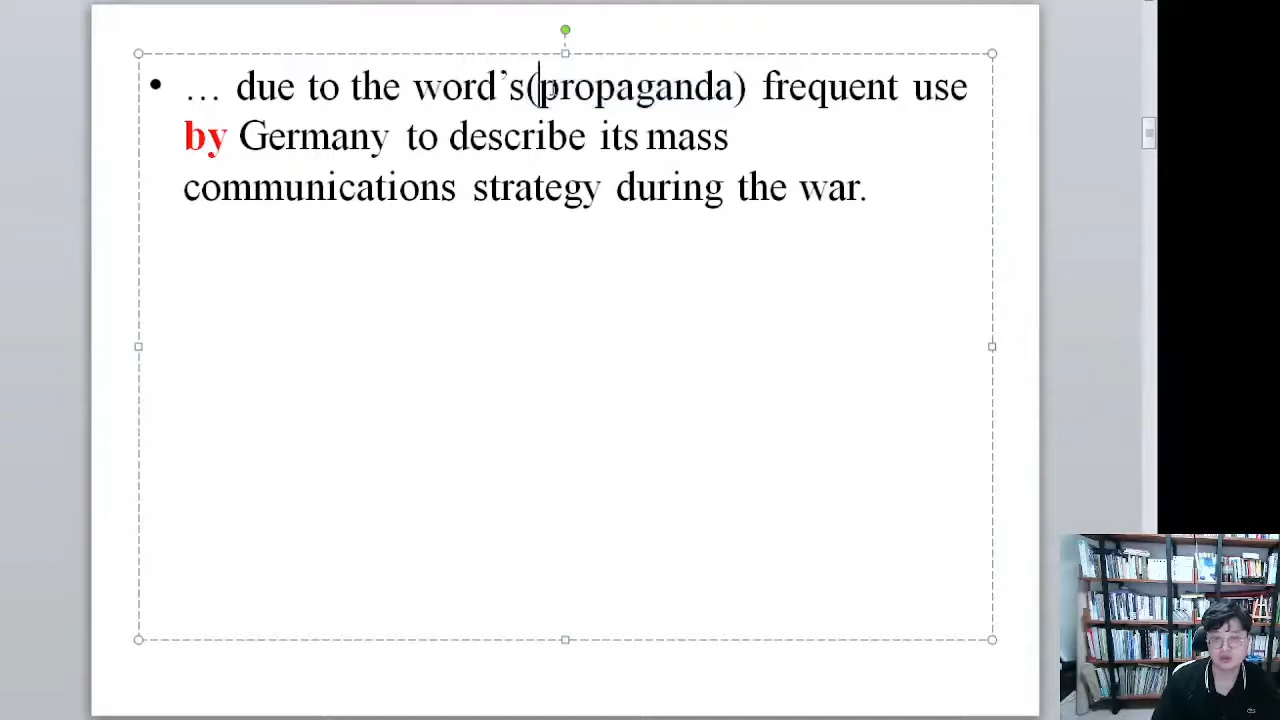 • … due to the word’s(propaganda) frequent use
by Germany to describe its mass
communications strategy during the war.